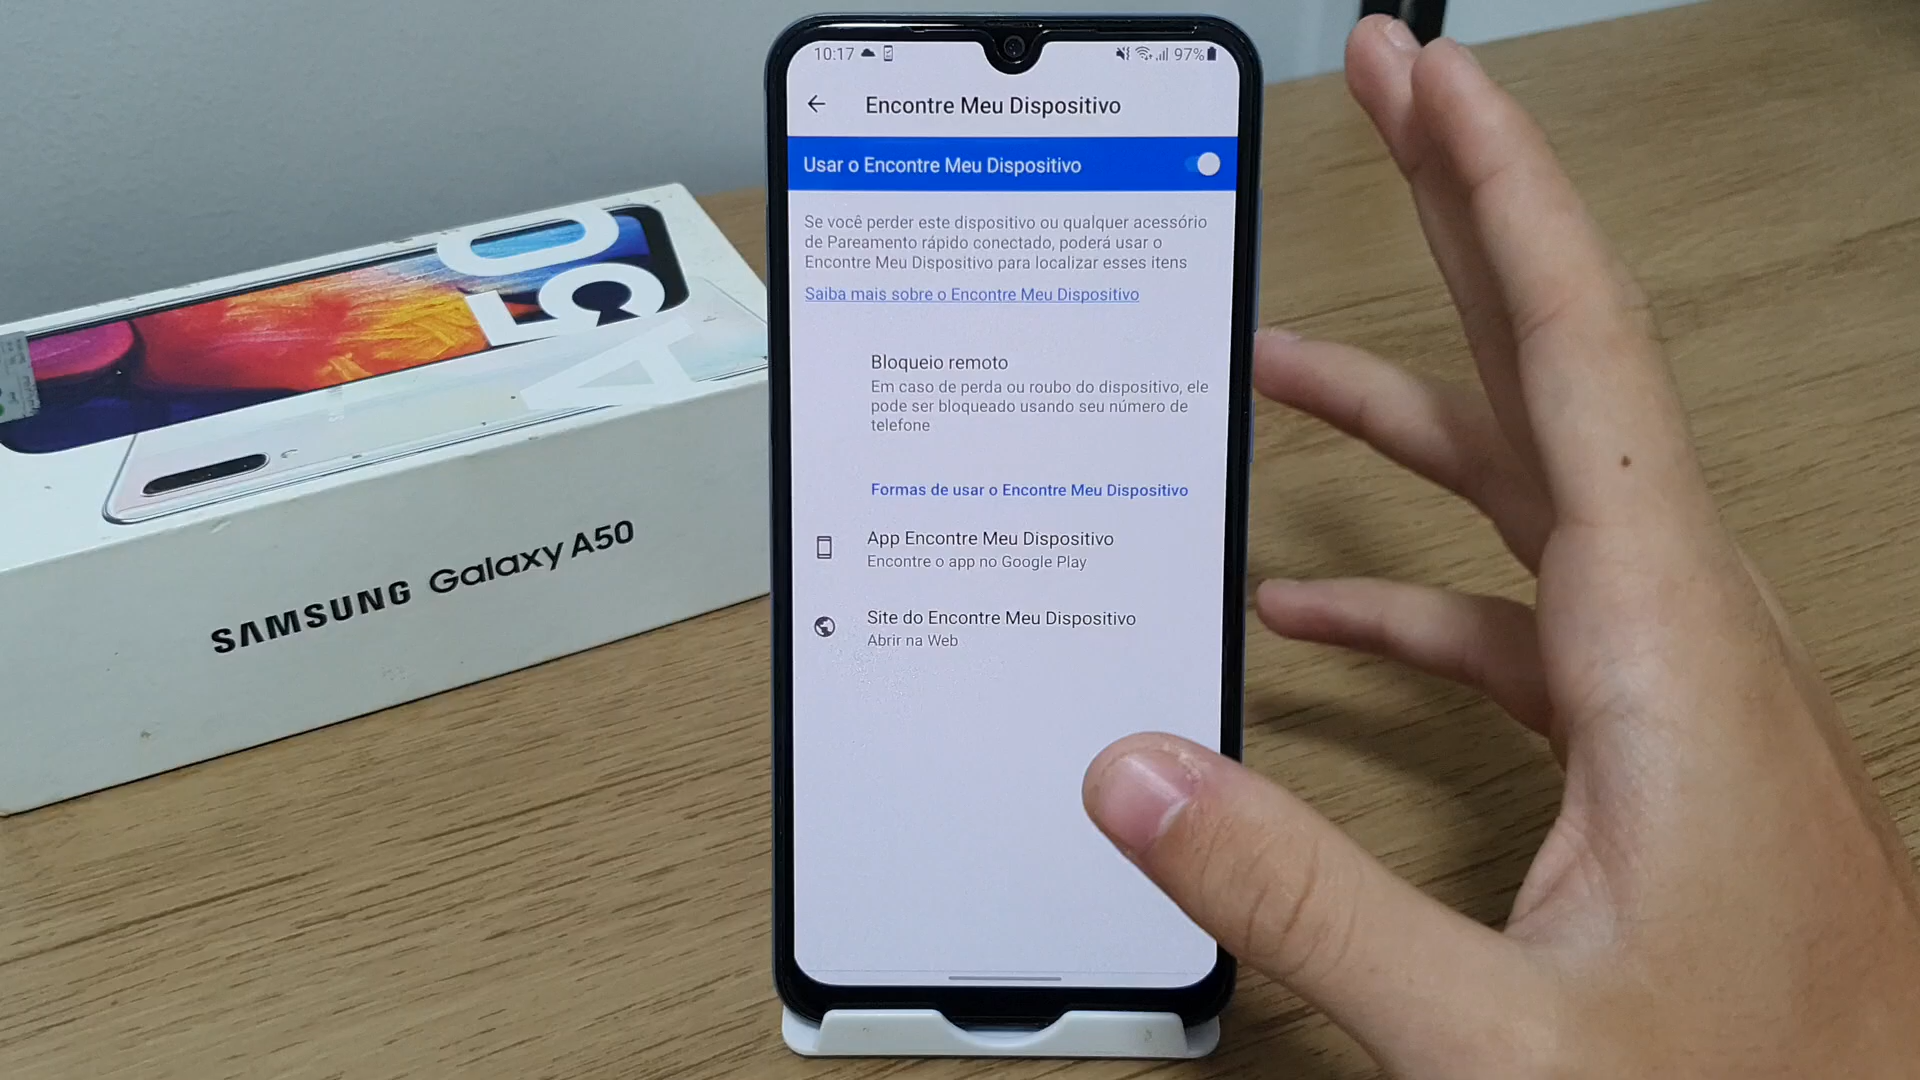 10:17
97%
Encontre Meu Dispositivo
Usar o Encontre Meu Dispositivo
Se você perder este dispositivo ou qualquer acessório
de Pareamento rápido conectado, poderá usar o
Encontre Meu Dispositivo para localizar esses itens
Saiba mais sobre o Encontre Meu Dispositivo
Bloqueio remoto
Em caso de perda ou roubo do dispositivo, ele
pode ser bloqueado usando seu número de
telefone
Formas de usar o Encontre Meu Dispositivo
App Encontre Meu Dispositivo
Encontre o app no Google Play
Site do Encontre Meu Dispositivo
Abrir na Web
A50
SAMSUNG Galaxy A50